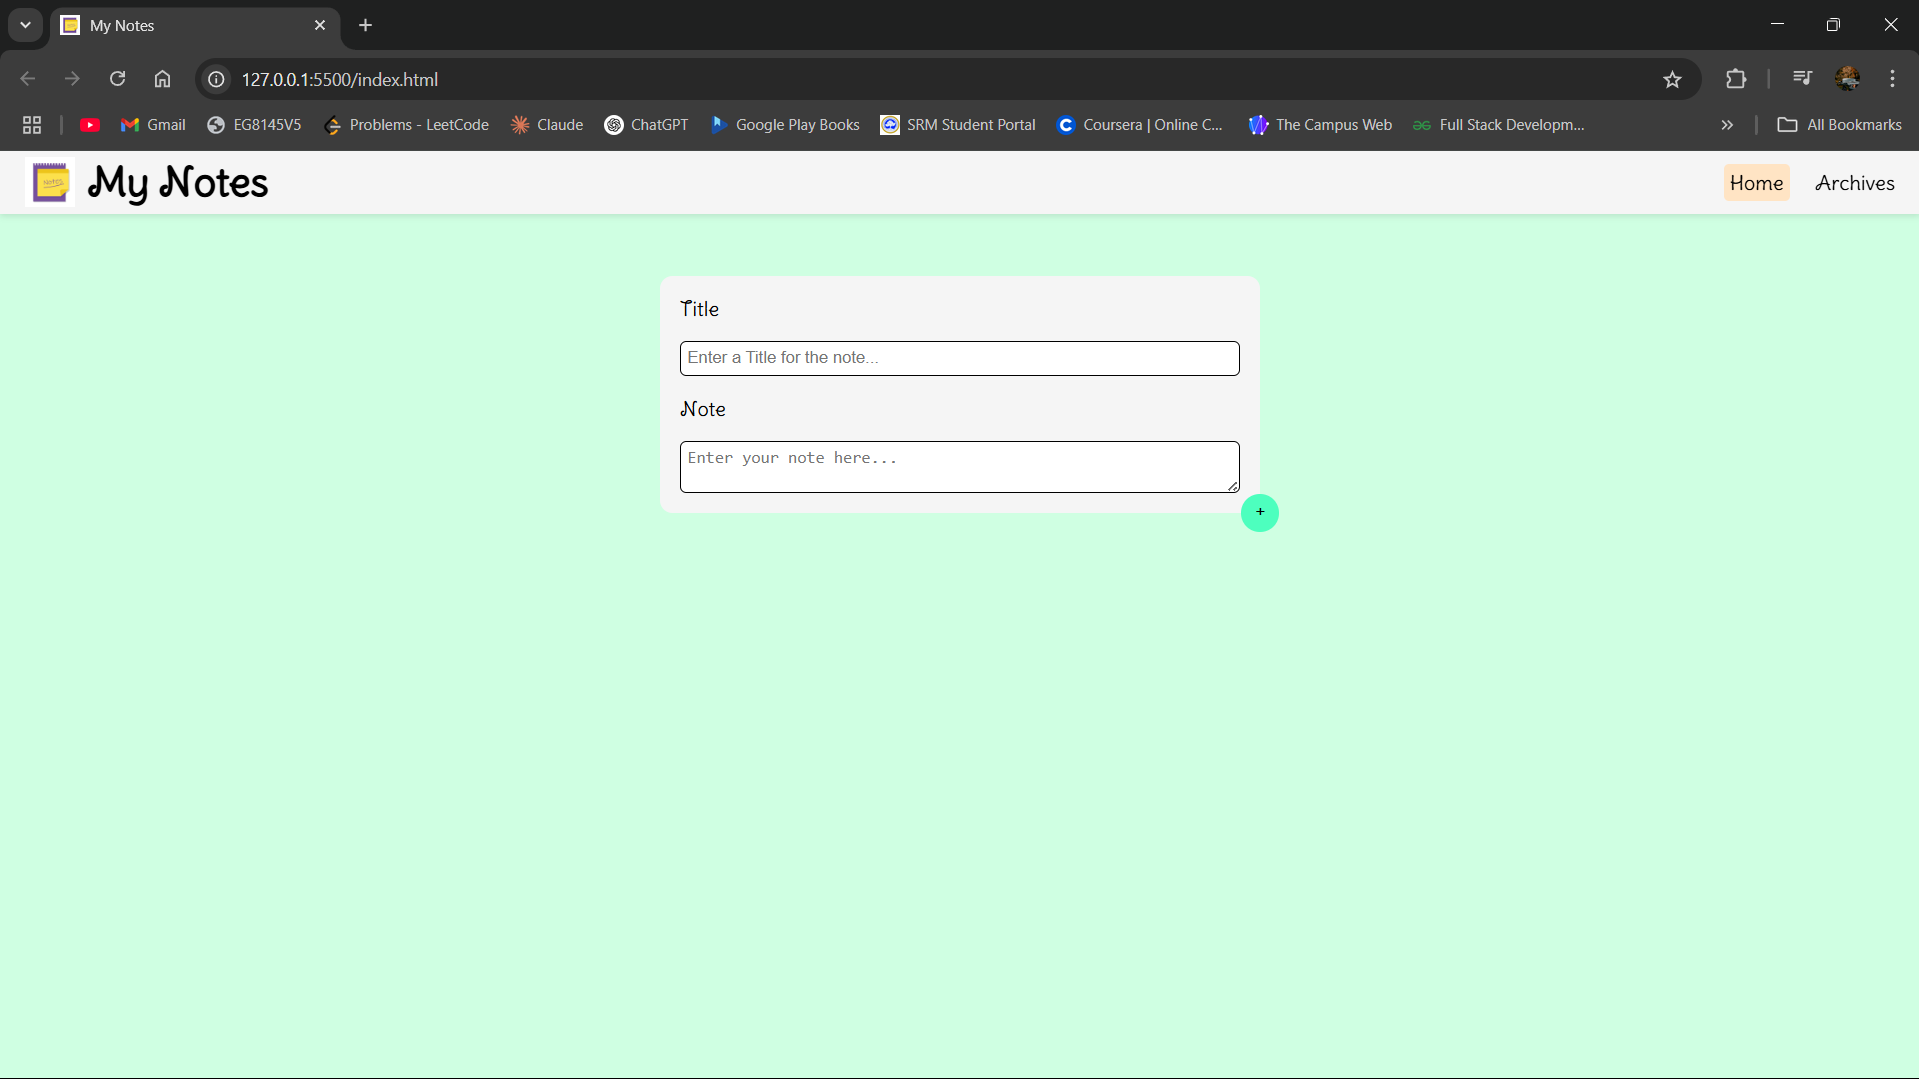 My Notes
127.0.0.1:5500/index.html
Gmail
EG8145V5
Problems - LeetCode
Claude
ChatGPT
Google Play Books
SRM Student Portal
Coursera | Online C...
The Campus Web
Full Stack Developm...
All Bookmarks
Notes
My Notes
Home
Archives
Title
Enter a Title for the note...
Note
Enter your note here...
+